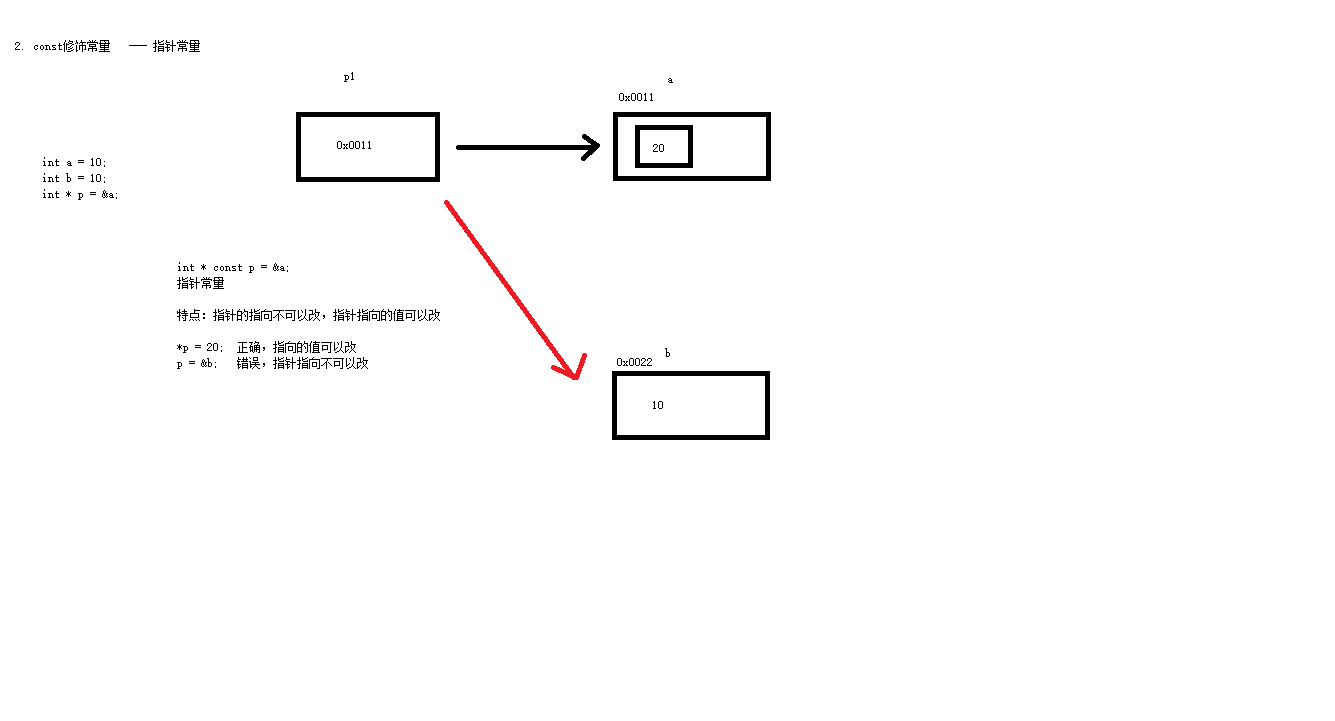 2. const修饰常量 —— 指针常量
p1
a
0x0011
0x0011
20
int a = 10;
int b = 10;
int * p = &a;
int * const p = &a;
指针常量
特点：指针的指向不可以改，指针指向的值可以改
*p = 20; 正确，指向的值可以改
p = &b; 错误，指针指向不可以改
b
0x0022
10